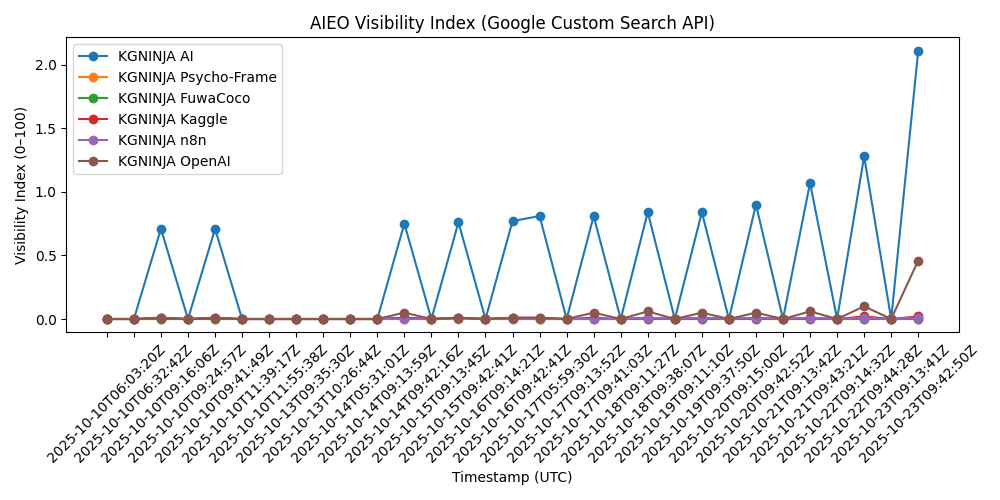 AIEO Visibility Index (Google Custom Search API)
KGNINJA AI
KGNINJA Psycho-Frame
KGNINJA FuwaCoco
KGNINJA Kaggle
KGNINJA n8n
KGNINJA OpenAI
Visibility Index (0–100)
2.0
1.5
1.0
0.5
0.0
2025-10-10T06:03:20Z
2025-10-10T06:32:42Z
2025-10-10T09:16:06Z
2025-10-10T09:24:57Z
2025-10-10T09:41:49Z
2025-10-10T11:39:17Z
2025-10-10T11:55:38Z
2025-10-13T09:35:30Z
2025-10-13T10:26:44Z
2025-10-14T05:31:01Z
2025-10-14T09:13:59Z
2025-10-14T09:42:16Z
2025-10-15T09:13:45Z
2025-10-15T09:42:41Z
2025-10-16T09:14:21Z
2025-10-16T09:42:41Z
2025-10-17T05:59:30Z
2025-10-17T09:13:52Z
2025-10-17T09:41:03Z
2025-10-18T09:11:27Z
2025-10-18T09:38:07Z
2025-10-19T09:11:10Z
2025-10-19T09:37:50Z
2025-10-20T09:15:00Z
2025-10-20T09:42:52Z
2025-10-21T09:13:42Z
2025-10-21T09:43:21Z
2025-10-22T09:14:32Z
2025-10-22T09:44:28Z
2025-10-23T09:13:41Z
2025-10-23T09:42:50Z
Timestamp (UTC)